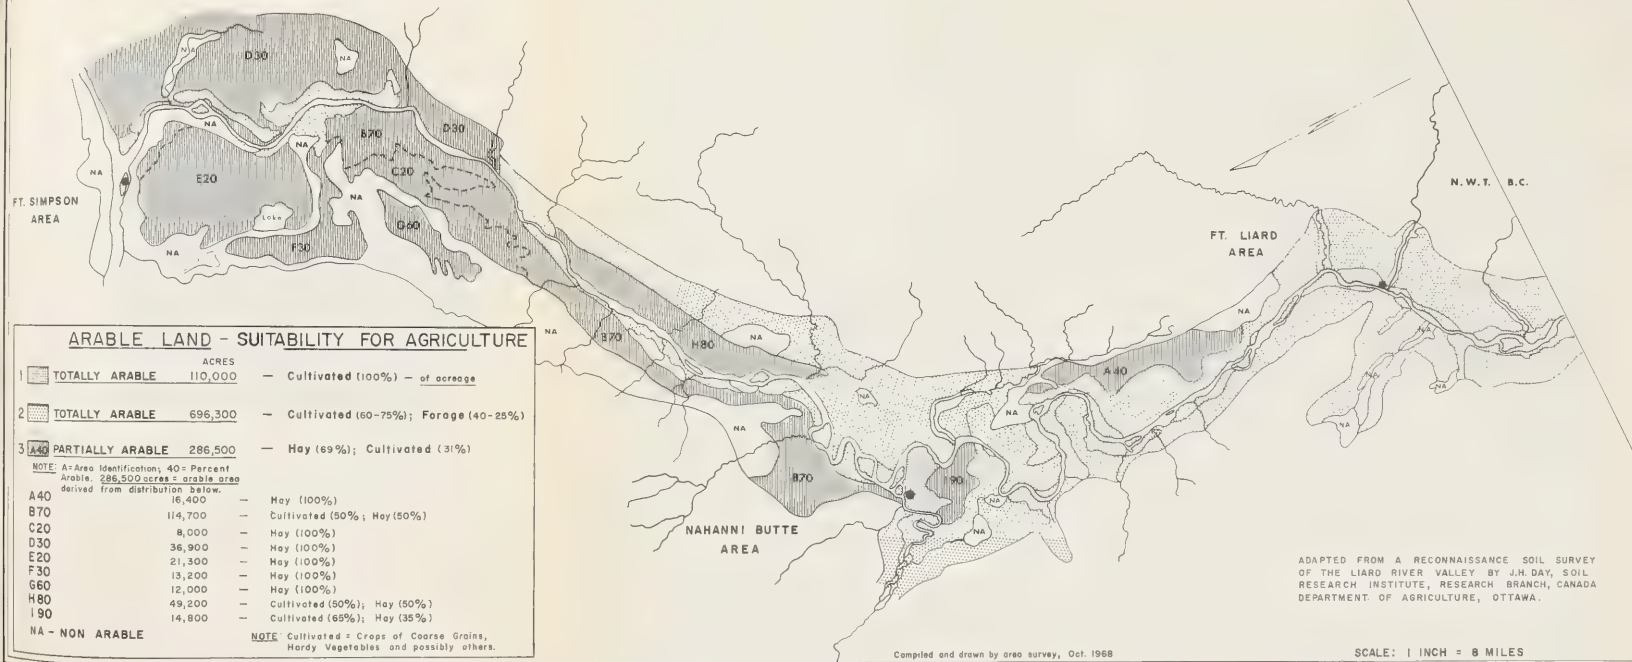 D30
NA
NA
D30
B70
NA
NA
C20
E20
NA
NA
FT. SIMPSON
AREA
Lake
G60
F30
NA
N.W.T. B.C.
FT. LIARD
AREA
NA
NA
B70
H80
NA
A40
NA
NA
NA
NA
NA
NA
NA
B70
I90
NA
NA
NAHANNI BUTTE
AREA
ARABLE LAND - SUITABILITY FOR AGRICULTURE
ACRES
1 TOTALLY ARABLE 110,000 - Cultivated (100%) - of acreage
2 TOTALLY ARABLE 696,300 - Cultivated (60-75%); Forage (40-25%)
3 A40 PARTIALLY ARABLE 286,500 - Hay (69%); Cultivated (31%)
NOTE: A=Area Identification; 40= Percent
Arable. 286,500 acres = arable area
derived from distribution below.
A40 16,400 - Hay (100%)
B70 114,700 - Cultivated (50%; Hay (50%)
C20 8,000 - Hay (100%)
D30 36,900 - Hay (100%)
E20 21,300 - Hay (100%)
F30 13,200 - Hay (100%)
G60 12,000 - Hay (100%)
H80 49,200 - Cultivated (50%); Hay (50%)
I90 14,800 - Cultivated (65%); Hay (35%)
NA - NON ARABLE
NOTE Cultivated = Crops of Coarse Grains,
Hardy Vegetables and possibly others.
ADAPTED FROM A RECONNAISSANCE SOIL SURVEY
OF THE LIARD RIVER VALLEY BY J.H. DAY, SOIL
RESEARCH INSTITUTE, RESEARCH BRANCH, CANADA
DEPARTMENT OF AGRICULTURE, OTTAWA.
Compiled and drawn by area survey, Oct. 1968
SCALE: 1 INCH = 8 MILES